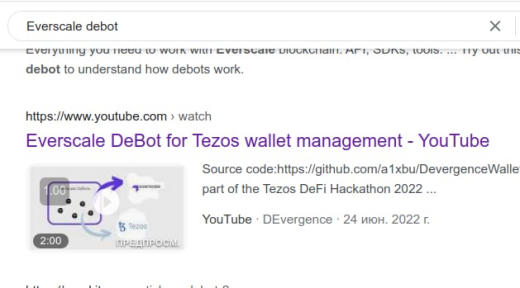 Everscale debot
Everything you need to work with Everscale blockchain. API, SDKs, tools. ... Try out this
debot to understand how debots work.
https://www.youtube.com › watch
Everscale DeBot for Tezos wallet management - YouTube
Source code:https://github.com/a1xbu/DevergenceWalle
part of the Tezos DeFi Hackathon 2022 ...
YouTube · DEvergence · 24 июн. 2022 г.
1.00
EVERSCALE
Tezos
2:00
ПРЕДПРОСМ